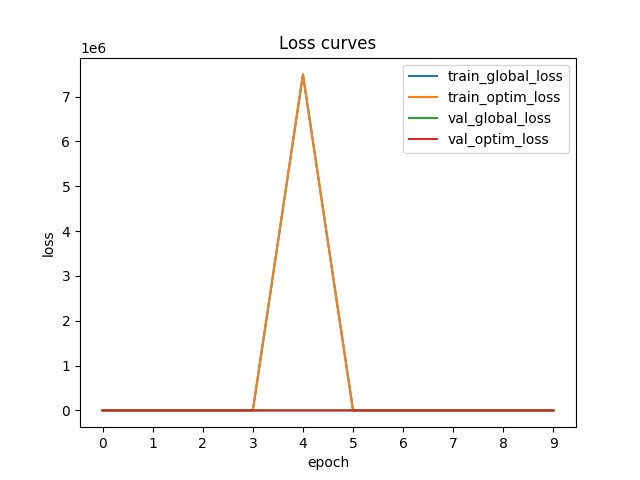 Loss curves
1e6
train_global_loss
train_optim_loss
val_global_loss
val_optim_loss
7
6
5
4
3
2
1
0
loss
0 1 2 3 4 5 6 7 8 9
epoch